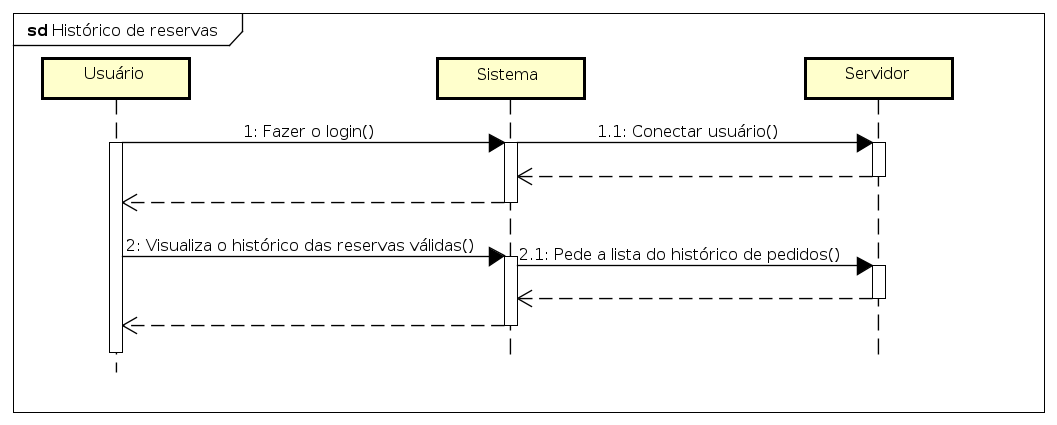 sd Histórico de reservas
Usuário
Sistema
Servidor
1: Fazer o login()
1.1: Conectar usuário()
2: Visualiza o histórico das reservas válidas()
2.1: Pede a lista do histórico de pedidos()